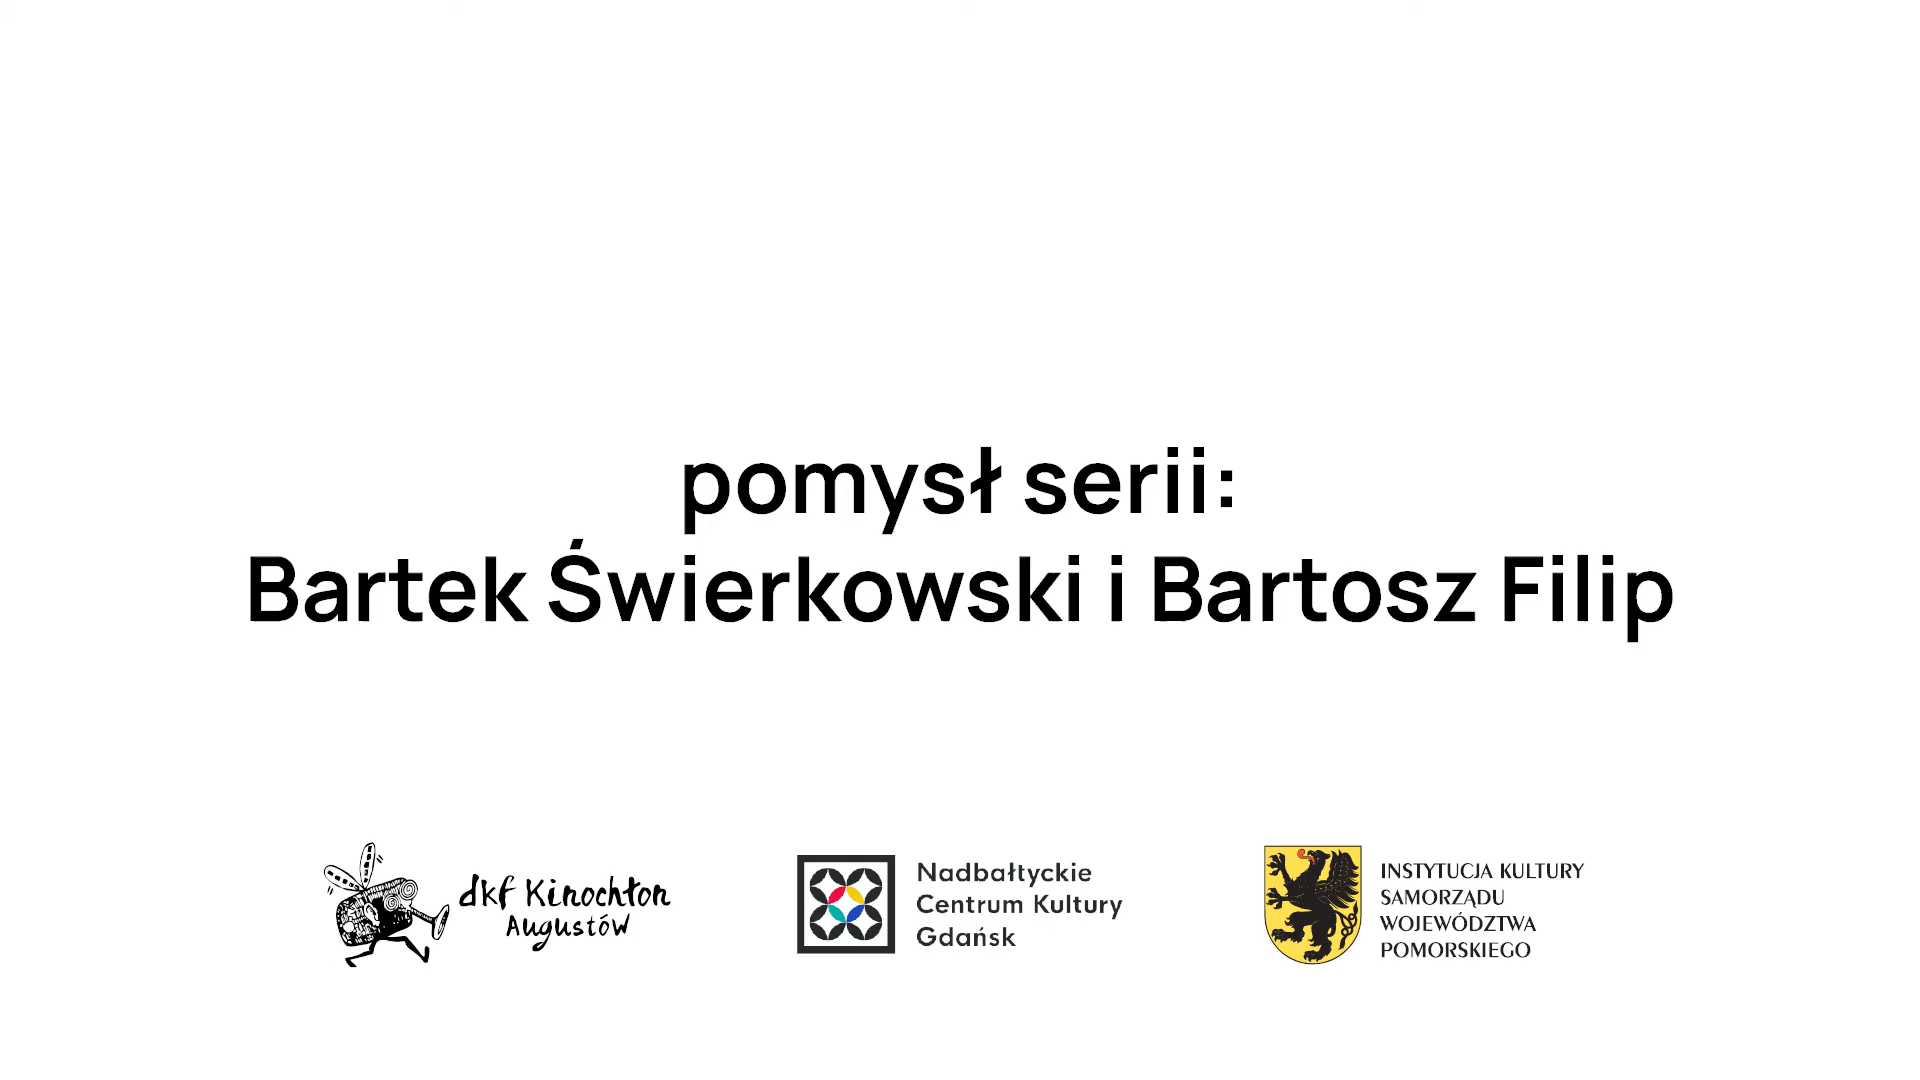 pomysł serii:
Bartek Świerkowski i Bartosz Filip
dkf Kinochłon
Augustów
Nadbałtyckie
Centrum Kultury
Gdańsk
INSTYTUCJA KULTURY
SAMORZĄDU
WOJEWÓDZTWA
POMORSKIEGO